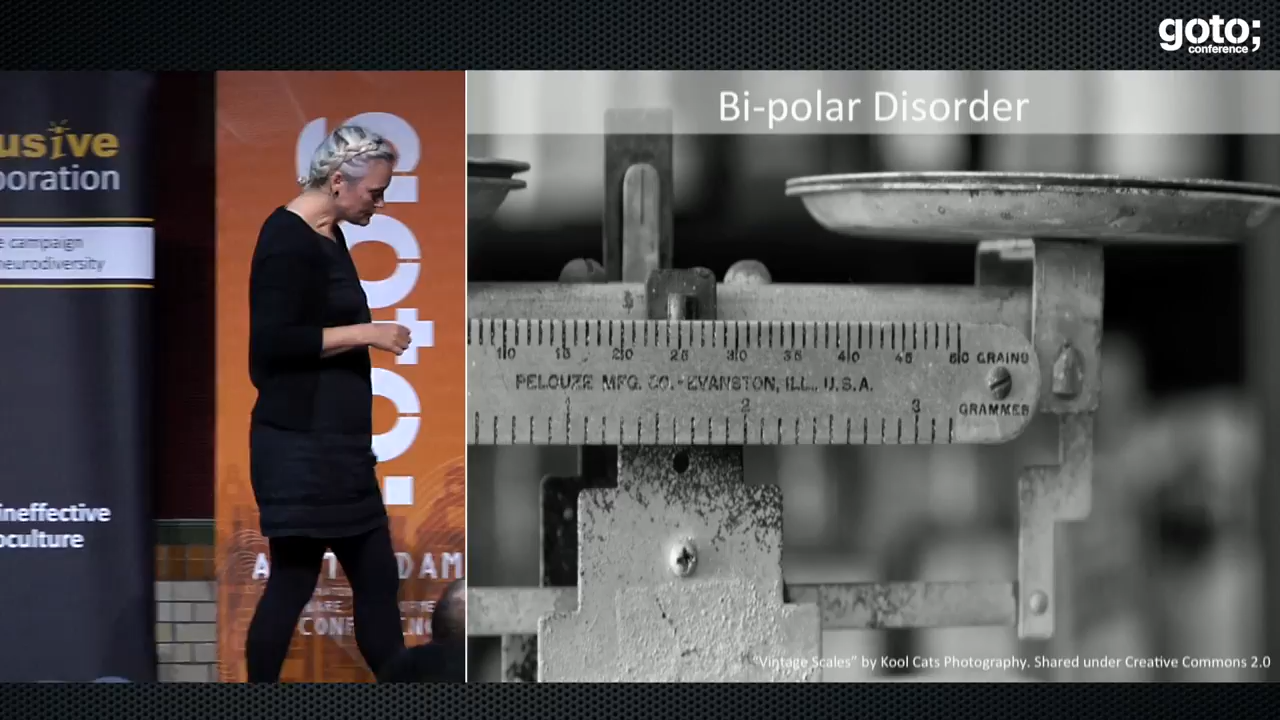 goto;
conference
Bi-polar Disorder
usive
poration
e campaign
neurodiversity
ineffective
oculture
10 15 20 25 30 35 40 45 50 GRAINS
PELOUZE MFG. CO. EVANSTON, ILL., U.S.A.
1 2 3 GRAMMES
"Vintage Scales" by Kool Cats Photography. Shared under Creative Commons 2.0